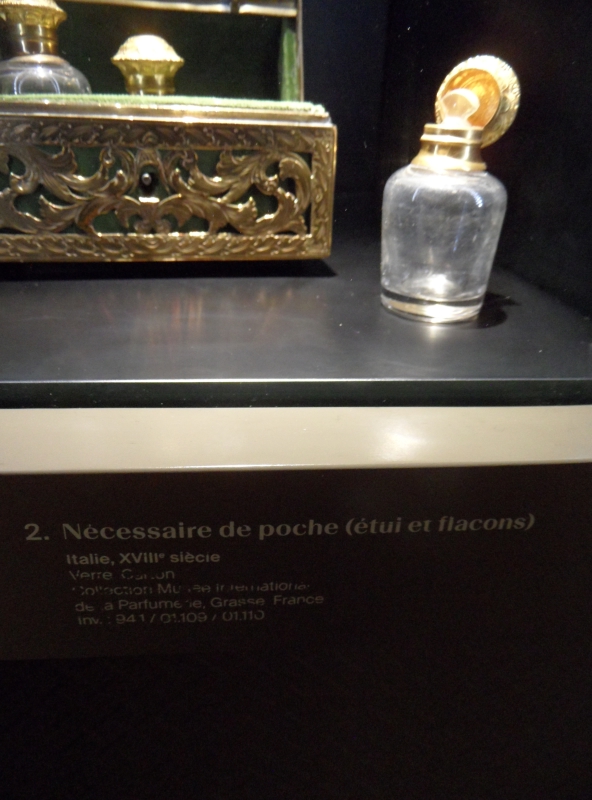 2. Nécessaire de poche (étui et flacons)
Italie, XVIIIᵉ siècle
Verre, Carton
Collection Musée International
de la Parfumerie, Grasse, France
Inv. : 941 / 01.109 / 01.110